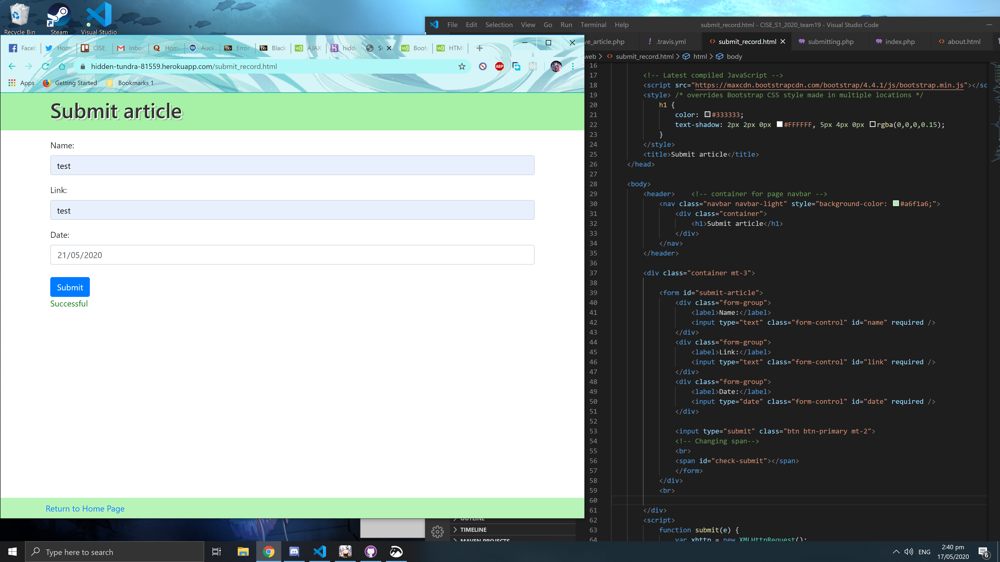 Recycle Bin
Steam
Visual Studio
File Edit Selection View Go Run Terminal Help
submit_record.html - CISE_S1_2020_team19 - Visual Studio Code
ve_article.php
.travis.yml
submit_record.html
submitting.php
index.php
about.html
web > submit_record.html > html > body
Faceb
Home
CISE_
Inbo
Home
Auck
Error
Black
AJAX
hidde
Su
Boots
HTML
hidden-tundra-81559.herokuapp.com/submit_record.html
ABP
Apps
Getting Started
Bookmarks 1
Submit article
Name:
test
Link:
test
Date:
21/05/2020
Submit
Successful
Return to Home Page
16
17 <!-- Latest compiled JavaScript -->
18 <script src="https://maxcdn.bootstrapcdn.com/bootstrap/4.4.1/js/bootstrap.min.js"></sc
19 <style> /* overrides Bootstrap CSS style made in multiple locations */
20 h1 {
21 color: #333333;
22 text-shadow: 2px 2px 0px #FFFFFF, 5px 4px 0px rgba(0,0,0,0.15);
23 }
24 </style>
25 <title>Submit article</title>
26 </head>
27
28 <body>
29 <header> <!-- container for page navbar -->
30 <nav class="navbar navbar-light" style="background-color: #a6f1a6;">
31 <div class="container">
32 <h1>Submit article</h1>
33 </div>
34 </nav>
35 </header>
36
37 <div class="container mt-3">
38
39 <form id="submit-article">
40 <div class="form-group">
41 <label>Name:</label>
42 <input type="text" class="form-control" id="name" required />
43 </div>
44 <div class="form-group">
45 <label>Link:</label>
46 <input type="text" class="form-control" id="link" required />
47 </div>
48 <div class="form-group">
49 <label>Date:</label>
50 <input type="date" class="form-control" id="date" required />
51 </div>
52
53 <input type="submit" class="btn btn-primary mt-2">
54 <!-- Changing span-->
55 <br>
56 <span id="check-submit"></span>
57 </form>
58 </div>
59 <br>
60
61 </div>
62 <script>
63 function submit(e) {
64 var xhttp = new XMLHttpRequest();
OUTLINE
TIMELINE
MAVEN PROJECTS
Type here to search
ENG
2:40 pm
17/05/2020
6